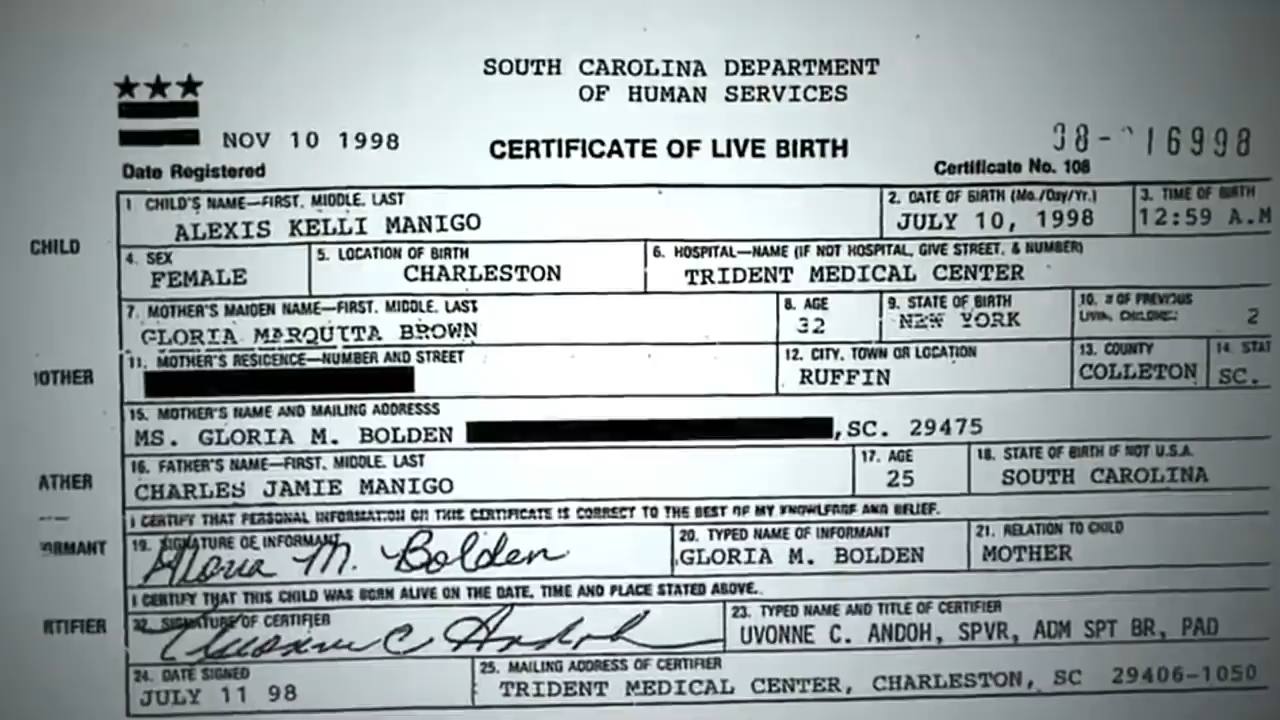 SOUTH CAROLINA DEPARTMENT
OF HUMAN SERVICES
NOV 10 1998
CERTIFICATE OF LIVE BIRTH
16998
Date Registered
Certificate No. 108
CHILD
1 CHILD'S NAME—FIRST, MIDDLE, LAST
ALEXIS KELLI MANIGO
2. DATE OF BIRTH (Mo./Day/Yr.)
JULY 10, 1998
3. TIME OF BIRTH
12:59 A.M
4. SEX
FEMALE
5. LOCATION OF BIRTH
CHARLESTON
6. HOSPITAL—NAME (IF NOT HOSPITAL, GIVE STREET, & NUMBER)
TRIDENT MEDICAL CENTER
OTHER
7. MOTHER'S MAIDEN NAME—FIRST, MIDDLE, LAST
GLORIA MARQUITA BROWN
8. AGE
32
9. STATE OF BIRTH
NEW YORK
10. # OF PREVIOUS
2
11. MOTHER'S RESIDENCE—NUMBER AND STREET
12. CITY, TOWN OR LOCATION
RUFFIN
13. COUNTY
COLLETON
14. STAT
SC.
15. MOTHER'S NAME AND MAILING ADDRESSS
MS. GLORIA M. BOLDEN ,SC. 29475
ATHER
16. FATHER'S NAME—FIRST, MIDDLE, LAST
CHARLES JAMIE MANIGO
17. AGE
25
18. STATE OF BIRTH IF NOT U.S.A.
SOUTH CAROLINA
I CERTIFY THAT PERSONAL INFORMATION ON THIS CERTIFICATE IS CORRECT TO THE BEST OF MY KNOWLEDGE AND BELIEF.
ORMANT
19. SIGNATURE OF INFORMANT
Gloria M. Bolden
20. TYPED NAME OF INFORMANT
GLORIA M. BOLDEN
21. RELATION TO CHILD
MOTHER
I CERTIFY THAT THIS CHILD WAS BORN ALIVE ON THE DATE, TIME AND PLACE STATED ABOVE.
RTIFIER
22. SIGNATURE OF CERTIFIER
Uvonne C Andoh
23. TYPED NAME AND TITLE OF CERTIFIER
UVONNE C. ANDOH, SPVR, ADM SPT BR, PAD
24. DATE SIGNED
JULY 11 98
25. MAILING ADDRESS OF CERTIFIER
TRIDENT MEDICAL CENTER, CHARLESTON, SC 29406-1050